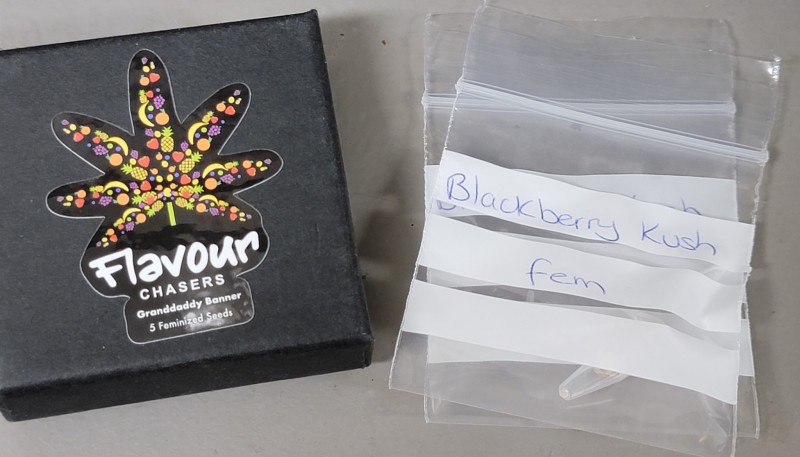 Flavour
CHASERS
Granddaddy Banner
5 Feminized Seeds
Blackberry Kush
fem